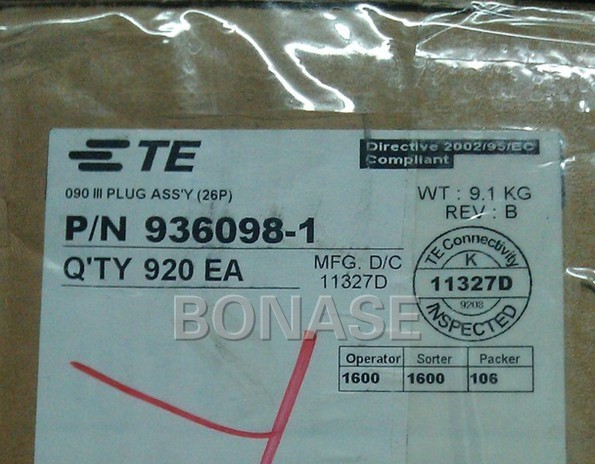 TE
Directive 2002/95/EC
Compliant
090 III PLUG ASS'Y (26P)
WT : 9.1 KG
REV : B
P/N 936098-1
Q'TY 920 EA
MFG. D/C
11327D
TE Connectivity
K
11327D
9208
INSPECTED
BONASE
Operator Sorter Packer
1600 1600 106